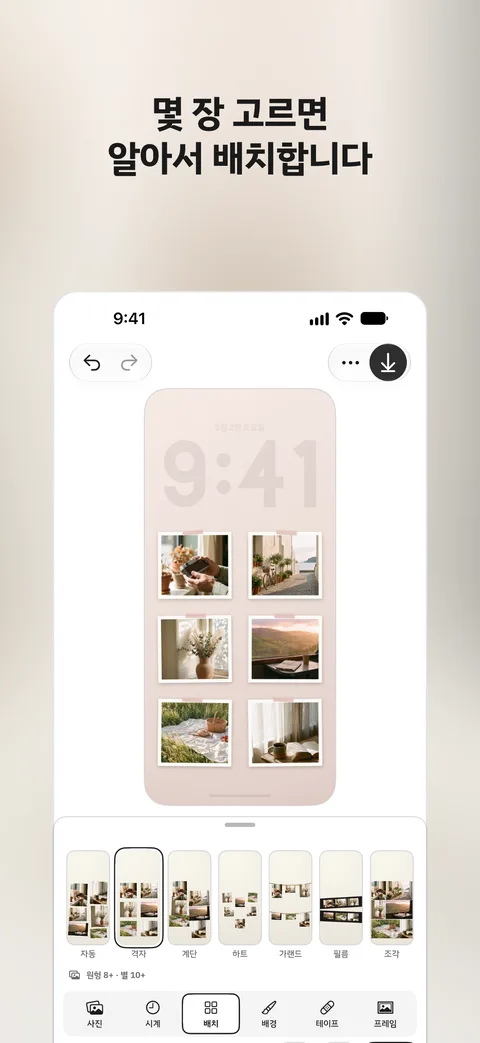 몇 장 고르면
알아서 배치합니다
9:41
9:41
자동
격자
계단
하트
가랜드
필름
조각
원형 8+ · 별 10+
사진
시계
배치
배경
테이프
프레임